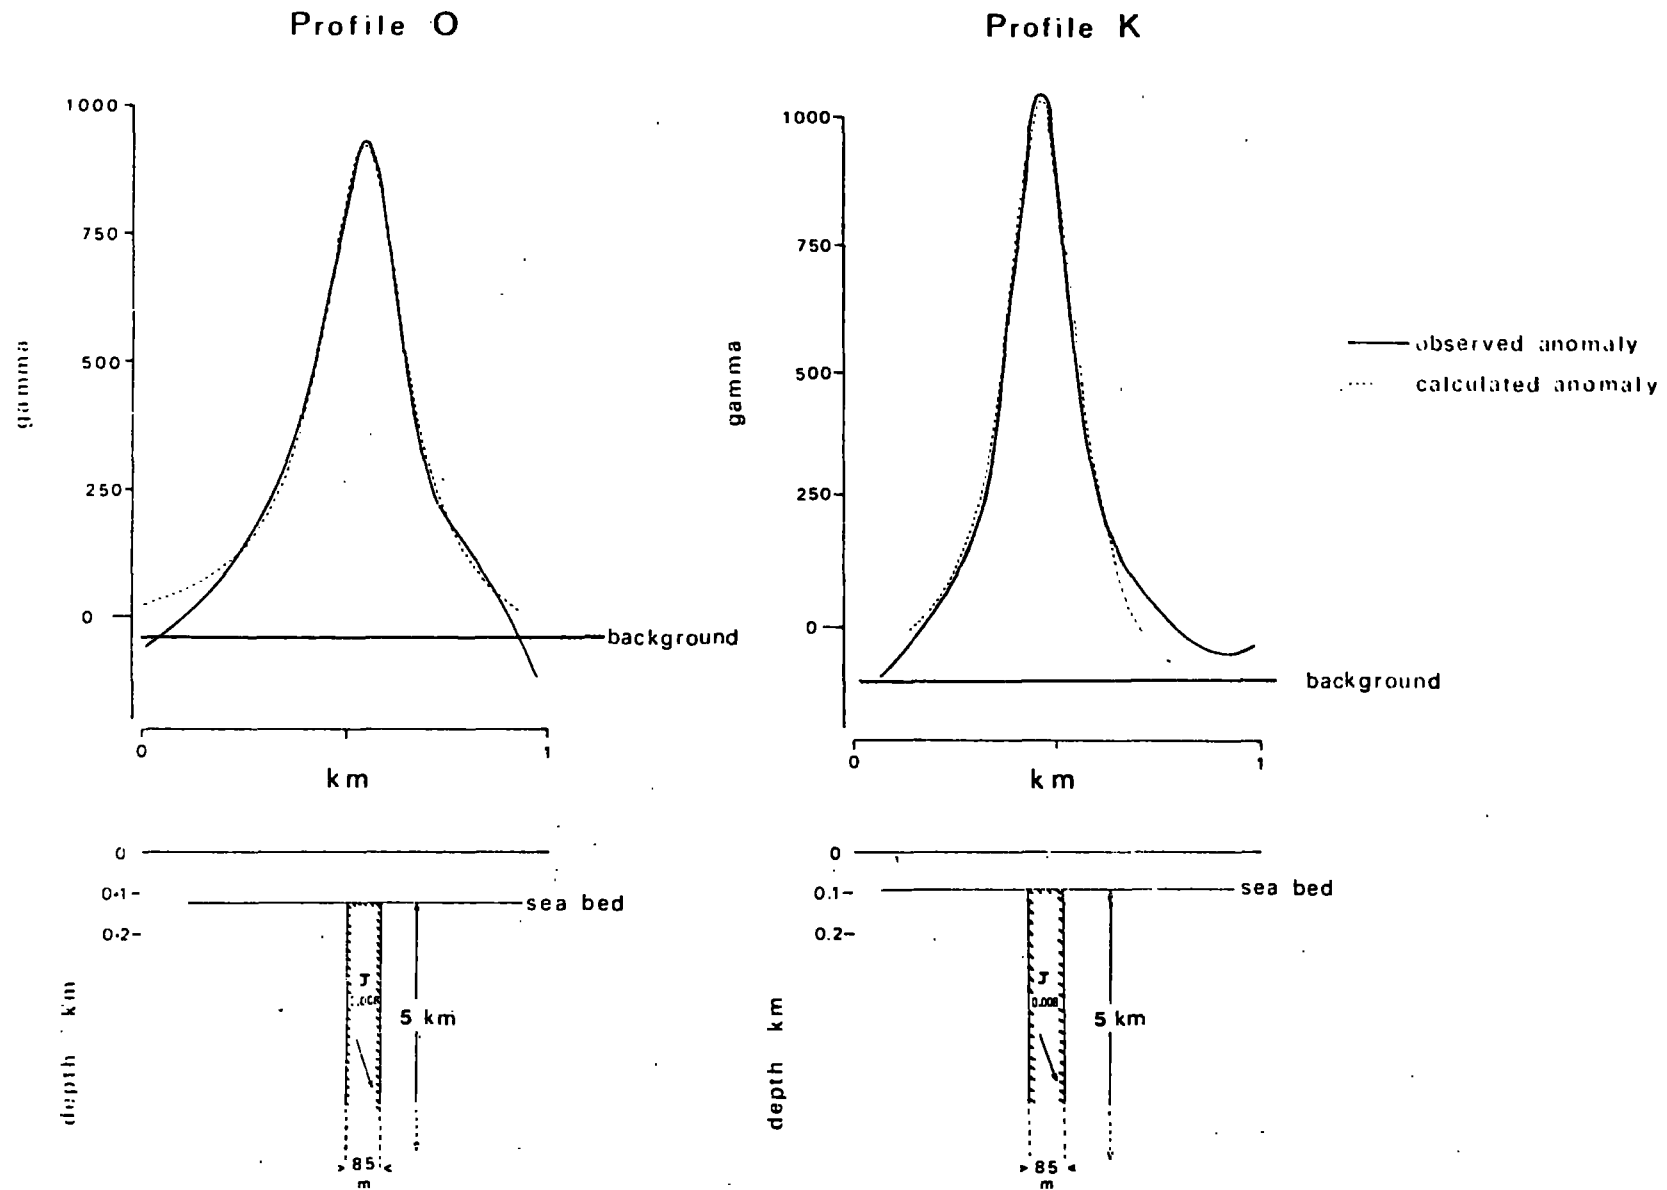 Profile O
1000
750
500
250
0
gamma
background
0
1
km
0
0·1
0·2
sea bed
depth km
J
5 km
85
m
Profile K
1000
750
500
250
0
gamma
background
0
1
km
observed anomaly
calculated anomaly
0
0.1
0.2
sea bed
depth km
J
0.008
5 km
85
m